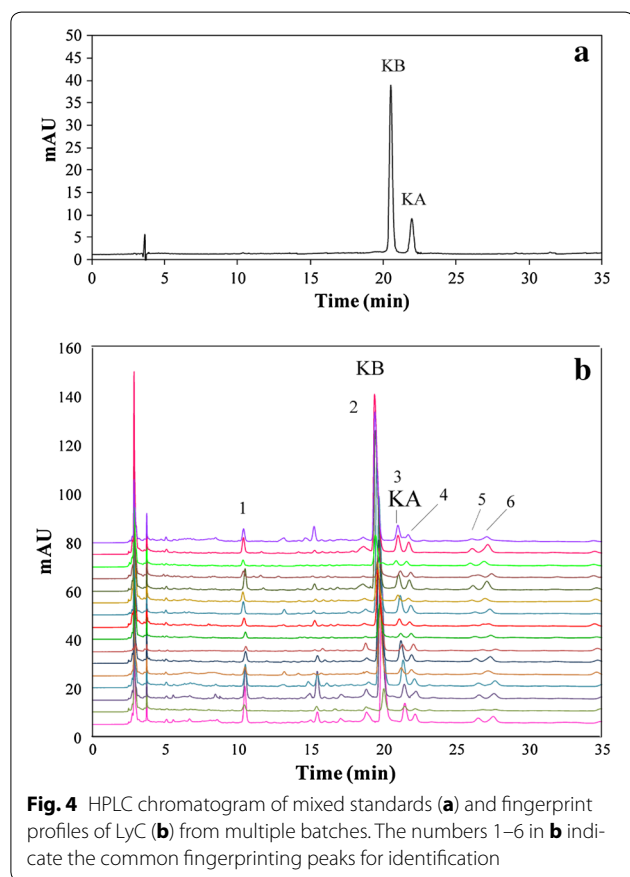 a
50
45
40
35
30
25
20
15
10
5
0
mAU
KB
KA
0 5 10 15 20 25 30 35
Time (min)
b
160
140
120
100
80
60
40
20
0
mAU
KB
2
1
3
KA
4
5
6
0 5 10 15 20 25 30 35
Time (min)
Fig. 4 HPLC chromatogram of mixed standards (a) and fingerprint
profiles of LyC (b) from multiple batches. The numbers 1–6 in b indi-
cate the common fingerprinting peaks for identification